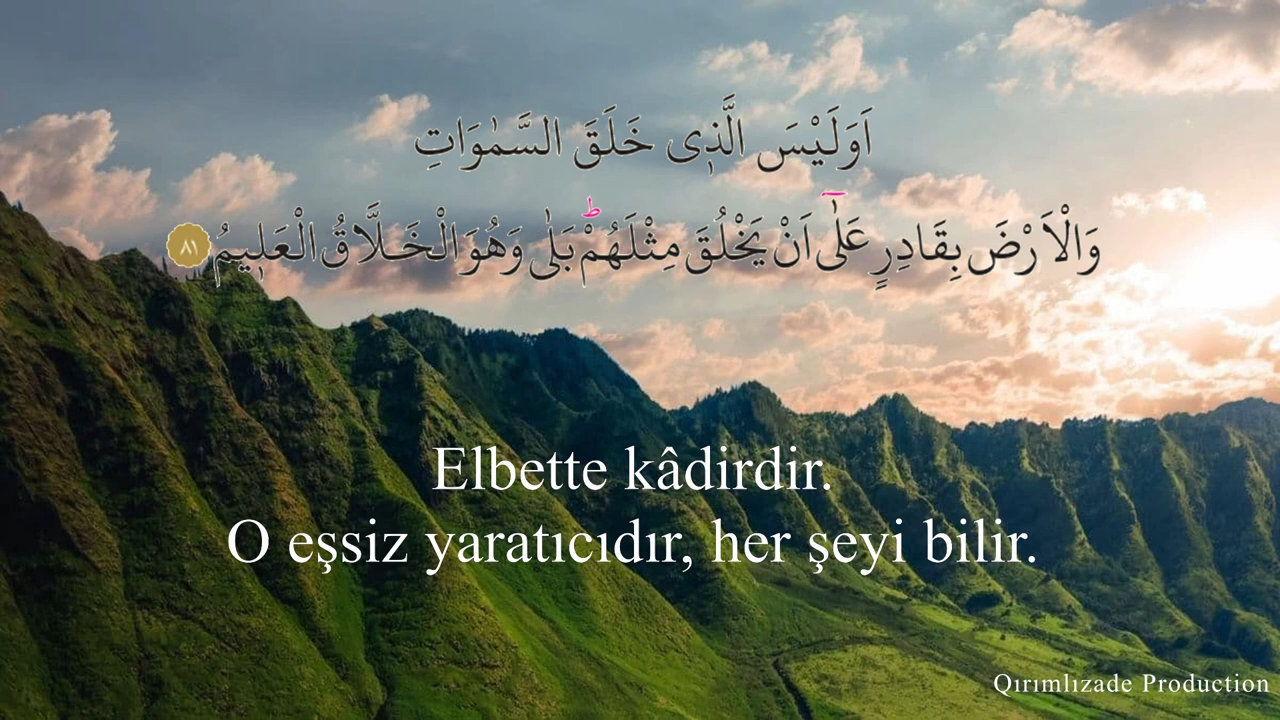 اَوَلَيْسَ الَّذ۪ى خَلَقَ السَّمٰوَاتِ
وَالْاَرْضَ بِقَادِرٍ عَلٰٓى اَنْ يَخْلُقَ مِثْلَهُمْۜ بَلٰى وَهُوَ الْخَـلَّاقُ الْعَل۪يمُ ٨١
Elbette kâdirdir.
O eşsiz yaratıcıdır, her şeyi bilir.
Qırımlızade Production